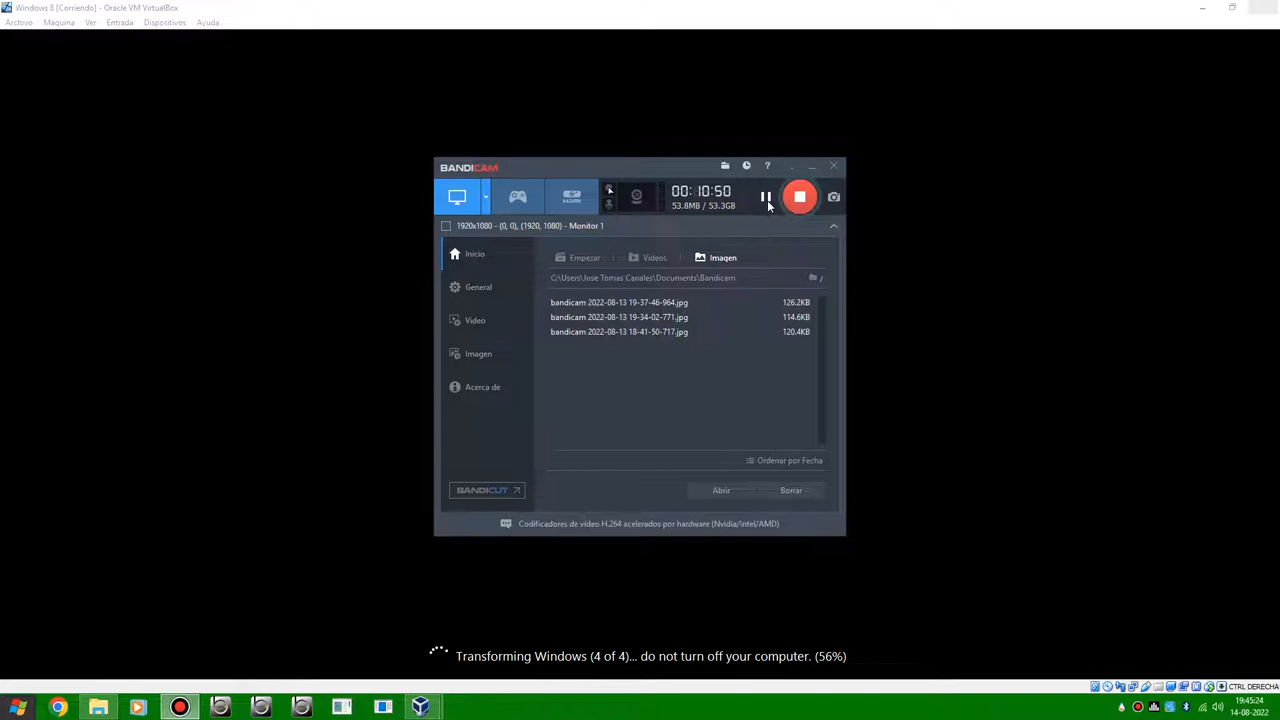 Windows 8 [Corriendo] - Oracle VM VirtualBox
Archivo Máquina Ver Entrada Dispositivos Ayuda
BANDICAM
HDMI
00:10:50
53.8MB / 53.3GB
1920x1080 - (0, 0), (1920, 1080) - Monitor 1
Inicio
General
Video
Imagen
Acerca de
BANDICUT
Empezar Videos Imagen
C:\Users\Jose Tomas Canales\Documents\Bandicam
bandicam 2022-08-13 19-37-46-964.jpg 126.2KB
bandicam 2022-08-13 19-34-02-771.jpg 114.6KB
bandicam 2022-08-13 18-41-50-717.jpg 120.4KB
Ordenar por Fecha
Abrir Borrar
Codificadores de vídeo H.264 acelerados por hardware (Nvidia/Intel/AMD)
Transforming Windows (4 of 4)... do not turn off your computer. (56%)
CTRL DERECHA
19:45:24
14-08-2022